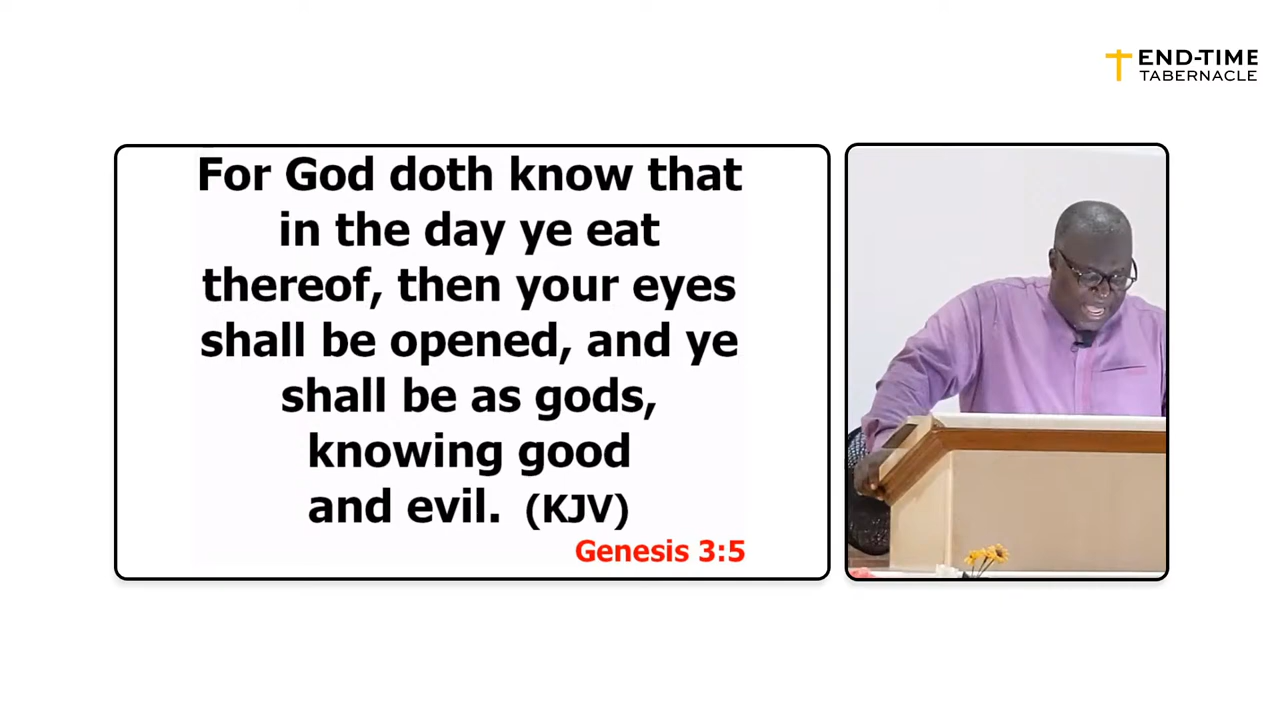 END-TIME
TABERNACLE
For God doth know that
in the day ye eat
thereof, then your eyes
shall be opened, and ye
shall be as gods,
knowing good
and evil. (KJV)
Genesis 3:5